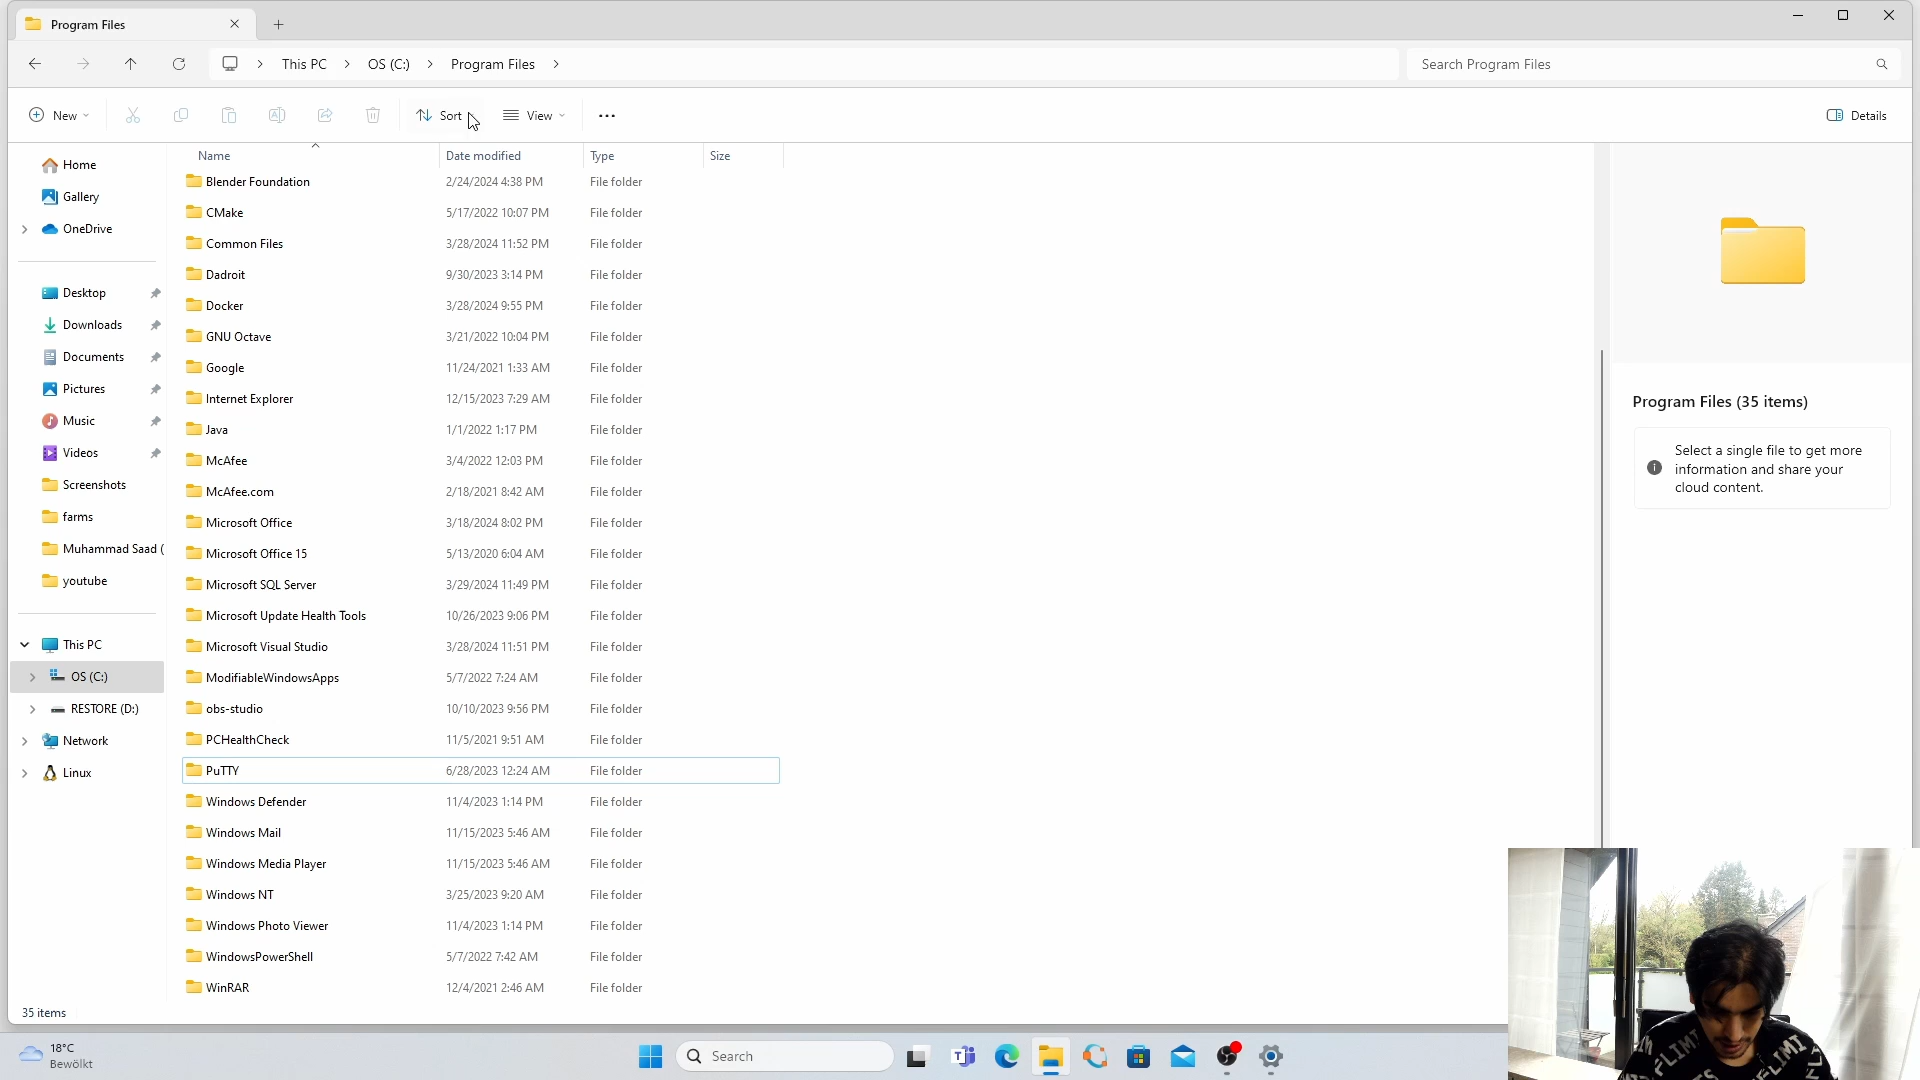 Program Files
This PC
OS (C:)
Program Files
Search Program Files
New
Sort
View
Details
Home
Gallery
OneDrive
Desktop
Downloads
Documents
Pictures
Music
Videos
Screenshots
farms
Muhammad Saad (
youtube
This PC
OS (C:)
RESTORE (D:)
Network
Linux
Name Date modified Type Size
Blender Foundation 2/24/2024 4:38 PM File folder
CMake 5/17/2022 10:07 PM File folder
Common Files 3/28/2024 11:52 PM File folder
Dadroit 9/30/2023 3:14 PM File folder
Docker 3/28/2024 9:55 PM File folder
GNU Octave 3/21/2022 10:04 PM File folder
Google 11/24/2021 1:33 AM File folder
Internet Explorer 12/15/2023 7:29 AM File folder
Java 1/1/2022 1:17 PM File folder
McAfee 3/4/2022 12:03 PM File folder
McAfee.com 2/18/2021 8:42 AM File folder
Microsoft Office 3/18/2024 8:02 PM File folder
Microsoft Office 15 5/13/2020 6:04 AM File folder
Microsoft SQL Server 3/29/2024 11:49 PM File folder
Microsoft Update Health Tools 10/26/2023 9:06 PM File folder
Microsoft Visual Studio 3/28/2024 11:51 PM File folder
ModifiableWindowsApps 5/7/2022 7:24 AM File folder
obs-studio 10/10/2023 9:56 PM File folder
PCHealthCheck 11/5/2021 9:51 AM File folder
PuTTY 6/28/2023 12:24 AM File folder
Windows Defender 11/4/2023 1:14 PM File folder
Windows Mail 11/15/2023 5:46 AM File folder
Windows Media Player 11/15/2023 5:46 AM File folder
Windows NT 3/25/2023 9:20 AM File folder
Windows Photo Viewer 11/4/2023 1:14 PM File folder
WindowsPowerShell 5/7/2022 7:42 AM File folder
WinRAR 12/4/2021 2:46 AM File folder
Program Files (35 items)
Select a single file to get more
information and share your
cloud content.
35 items
18°C
Bewölkt
Search